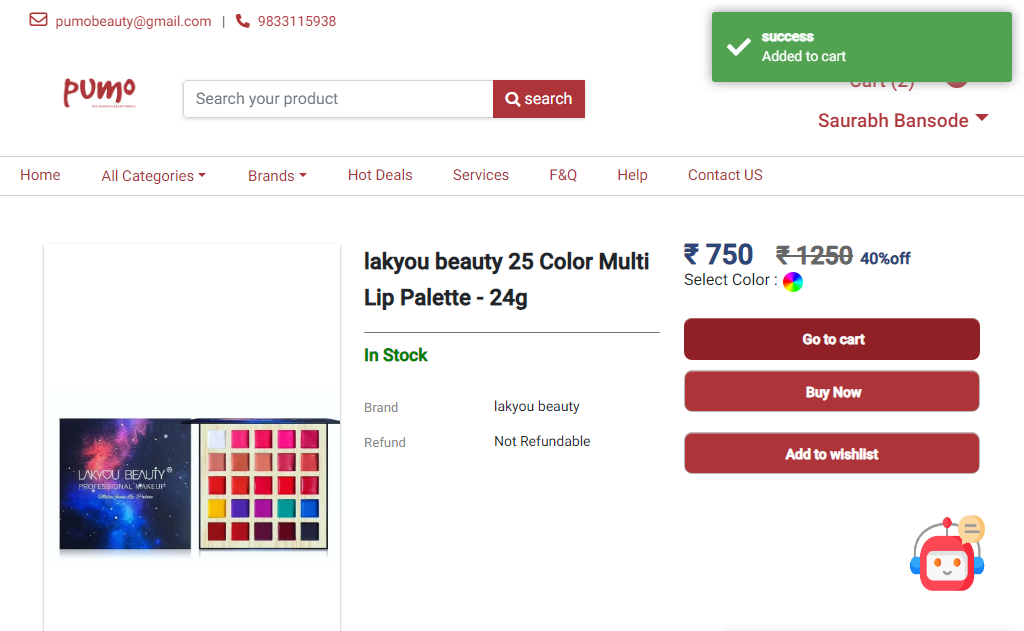 pumobeauty@gmail.com | 9833115938
success
Added to cart
pumo
Search your product
search
Cart (2)
Saurabh Bansode
Home
All Categories
Brands
Hot Deals
Services
F&Q
Help
Contact US
lakyou beauty 25 Color Multi
Lip Palette - 24g
In Stock
Brand
lakyou beauty
Refund
Not Refundable
₹ 750 ₹ 1250 40%off
Select Color :
Go to cart
Buy Now
Add to wishlist
LAKYOU BEAUTY®
PROFESSIONAL MAKEUP